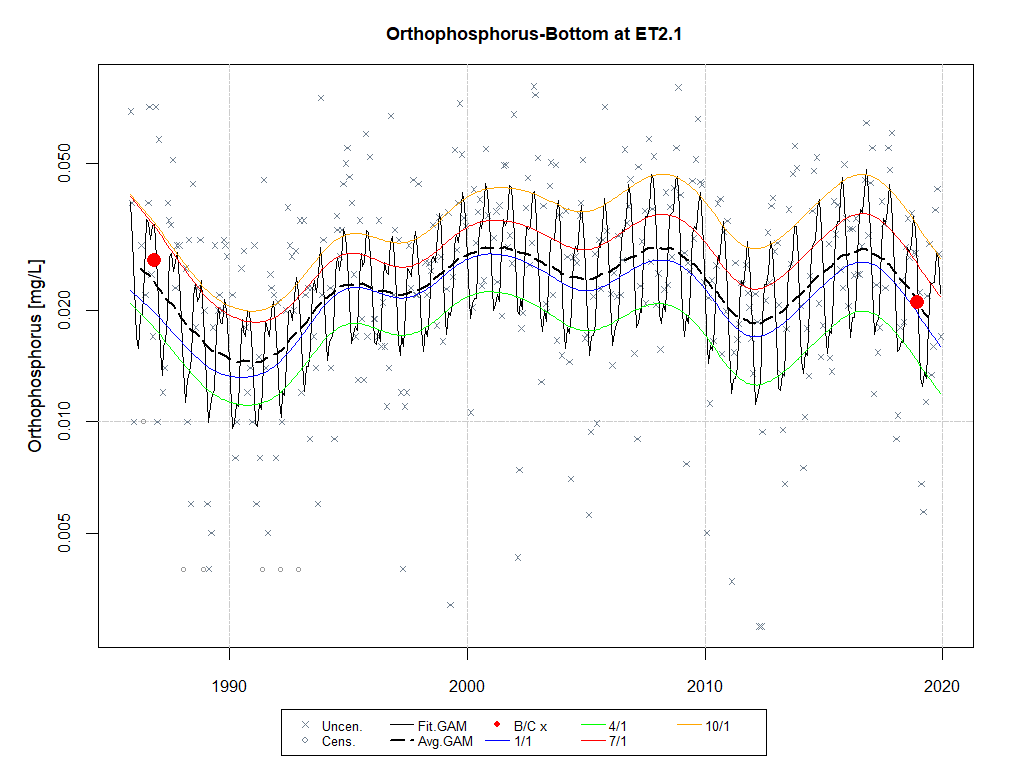 Orthophosphorus-Bottom at ET2.1
Orthophosphorus [mg/L]
0.050
0.020
0.010
0.005
1990 2000 2010 2020
Uncen. Fit.GAM B/C x 4/1 10/1
Cens. Avg.GAM 1/1 7/1